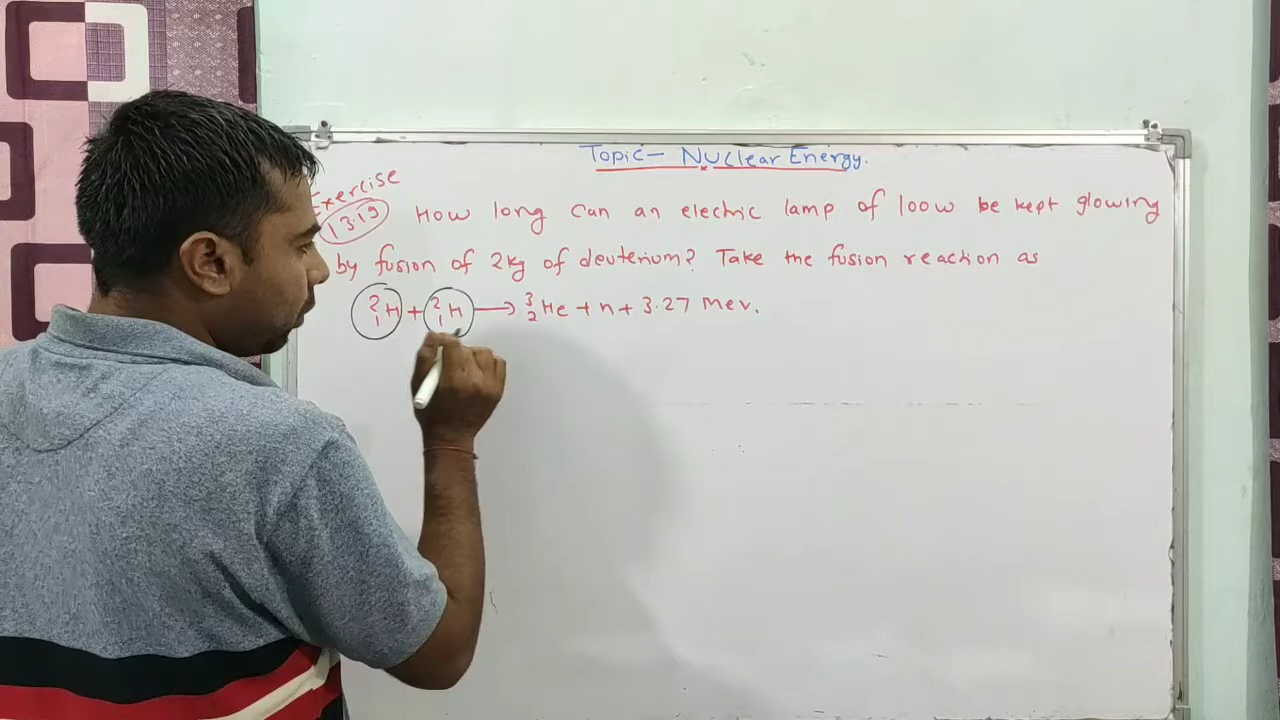 Topic- Nuclear Energy.
Exercise
13.19 How long can an electric lamp of 100W be kept glowing
by fusion of 2kg of deuterium? Take the fusion reaction as
²₁H + ²₁H ⟶ ³₂He + n + 3.27 Mev.